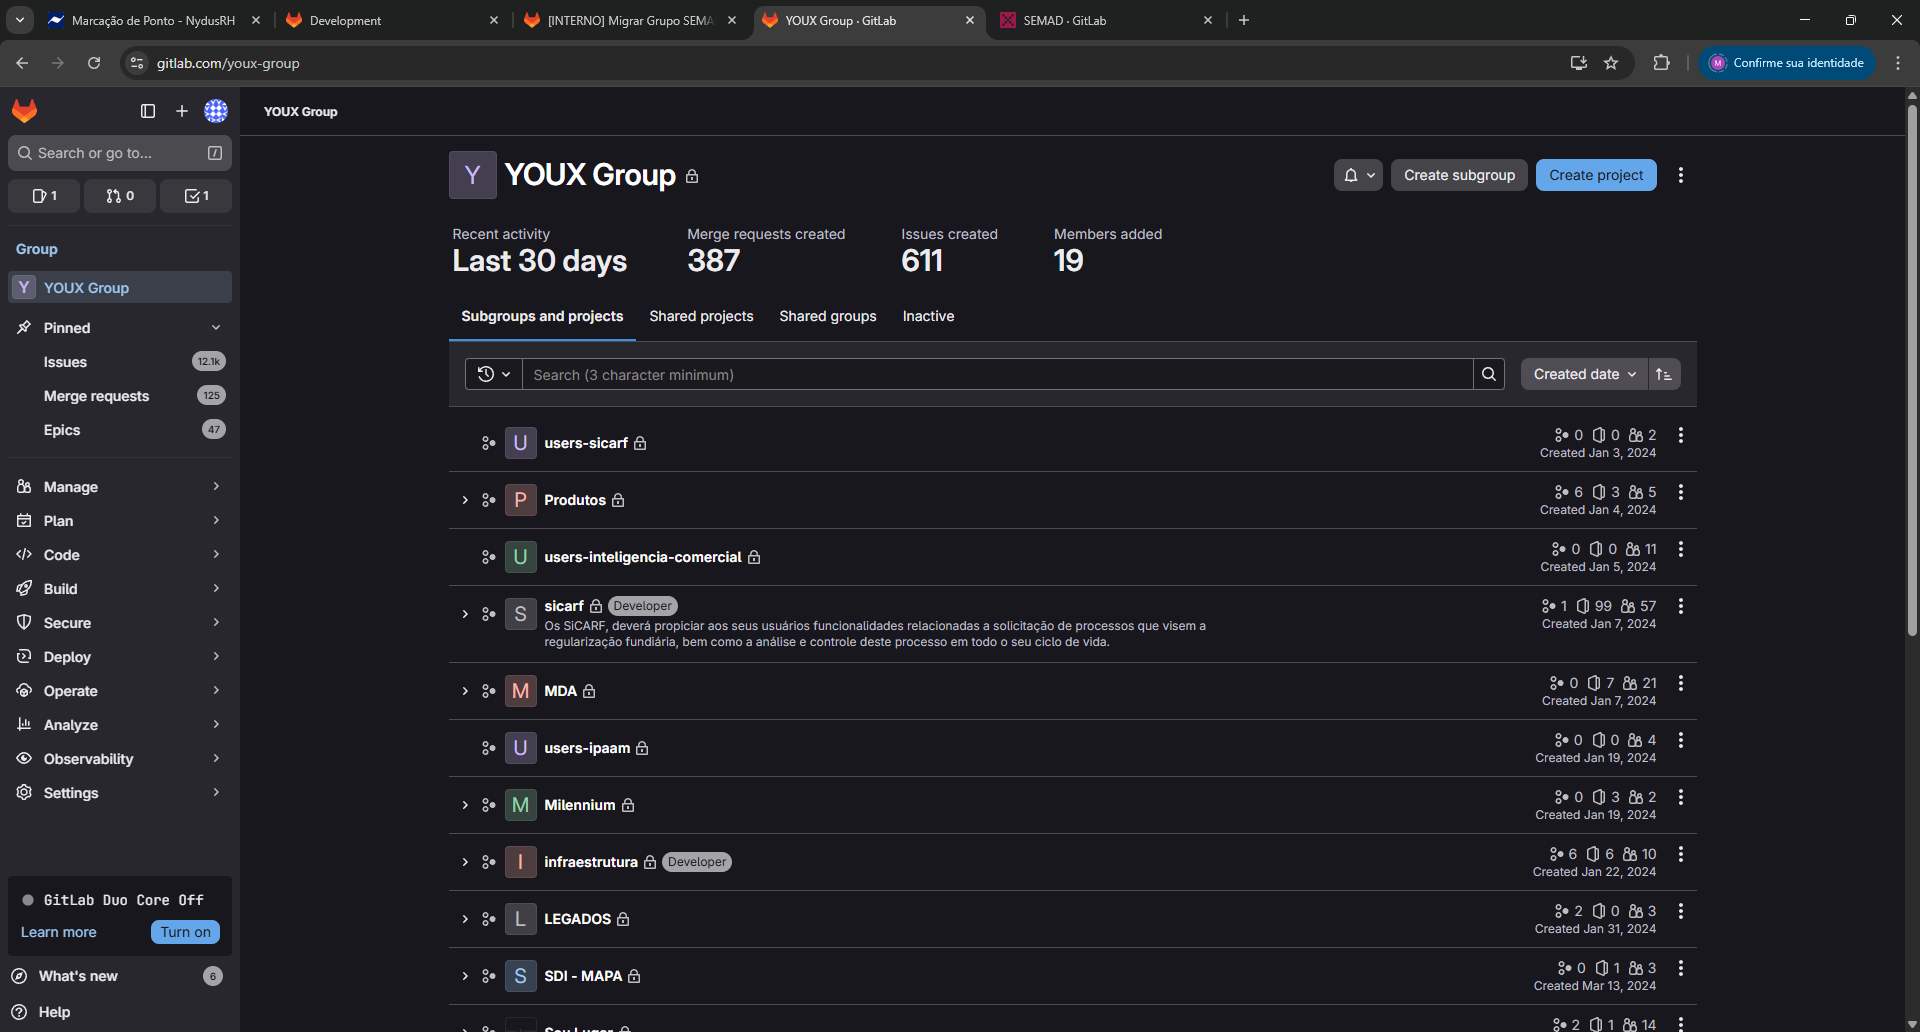 Marcação de Ponto - NydusRH
Development
[INTERNO] Migrar Grupo SEMA
YOUX Group · GitLab
SEMAD · GitLab
gitlab.com/youx-group
M
Confirme sua identidade
Search or go to...
/
1
0
1
Group
Y
YOUX Group
Pinned
Issues
12.1k
Merge requests
125
Epics
47
Manage
Plan
Code
Build
Secure
Deploy
Operate
Analyze
Observability
Settings
GitLab Duo Core Off
Learn more
Turn on
What's new
6
Help
YOUX Group
Y
YOUX Group
Create subgroup
Create project
Recent activity
Last 30 days
Merge requests created
387
Issues created
611
Members added
19
Subgroups and projects
Shared projects
Shared groups
Inactive
Search (3 character minimum)
Created date
U
users-sicarf
0 0 2
Created Jan 3, 2024
P
Produtos
6 3 5
Created Jan 4, 2024
U
users-inteligencia-comercial
0 0 11
Created Jan 5, 2024
S
sicarf
Developer
Os SiCARF, deverá propiciar aos seus usuários funcionalidades relacionadas a solicitação de processos que visem a
regularização fundiária, bem como a análise e controle deste processo em todo o seu ciclo de vida.
1 99 57
Created Jan 7, 2024
M
MDA
0 7 21
Created Jan 7, 2024
U
users-ipaam
0 0 4
Created Jan 19, 2024
M
Milennium
0 3 2
Created Jan 19, 2024
I
infraestrutura
Developer
6 6 10
Created Jan 22, 2024
L
LEGADOS
2 0 3
Created Jan 31, 2024
S
SDI - MAPA
0 1 3
Created Mar 13, 2024
2 1 14